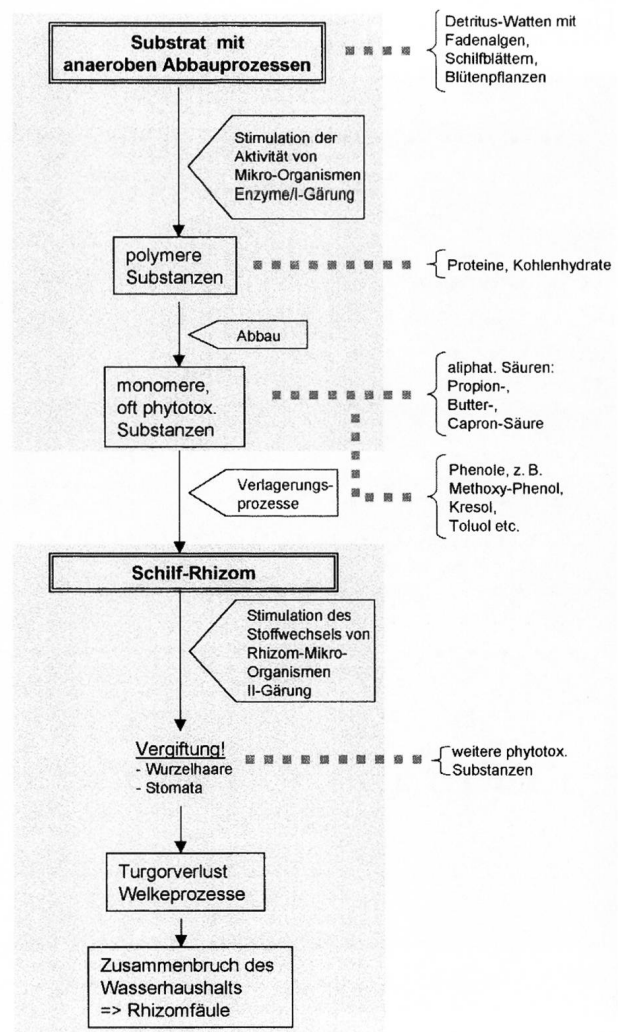 Substrat mit
anaeroben Abbauprozessen
Detritus-Watten mit
Fadenalgen,
Schilfblättern,
Blütenpflanzen
Stimulation der
Aktivität von
Mikro-Organismen
Enzyme/I-Gärung
polymere
Substanzen
Proteine, Kohlenhydrate
Abbau
monomere,
oft phytotox.
Substanzen
aliphat. Säuren:
Propion-,
Butter-,
Capron-Säure
Phenole, z. B.
Methoxy-Phenol,
Kresol,
Toluol etc.
Verlagerungs-
prozesse
Schilf-Rhizom
Stimulation des
Stoffwechsels von
Rhizom-Mikro-
Organismen
II-Gärung
Vergiftung!
- Wurzelhaare
- Stomata
weitere phytotox.
Substanzen
Turgorverlust
Welkeprozesse
Zusammenbruch des
Wasserhaushalts
=> Rhizomfäule